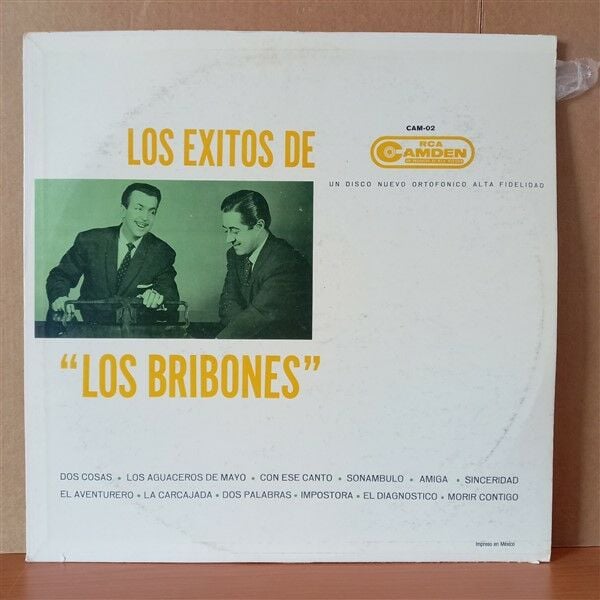 CAM-02
LOS EXITOS DE
RCA
CAMDEN
UN DISCO NUEVO ORTOFONICO ALTA FIDELIDAD
“LOS BRIBONES”
DOS COSAS • LOS AGUACEROS DE MAYO • CON ESE CANTO • SONAMBULO • AMIGA • SINCERIDAD
EL AVENTURERO • LA CARCAJADA • DOS PALABRAS • IMPOSTORA • EL DIAGNOSTICO • MORIR CONTIGO
Impreso en México